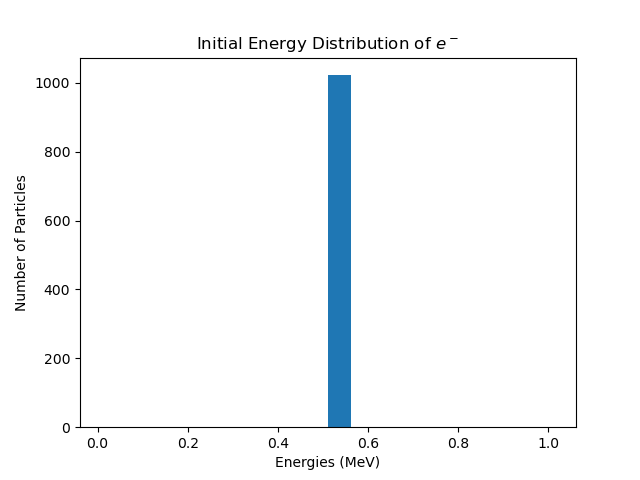 Initial Energy Distribution of e⁻
Number of Particles
1000
800
600
400
200
0
0.0 0.2 0.4 0.6 0.8 1.0
Energies (MeV)